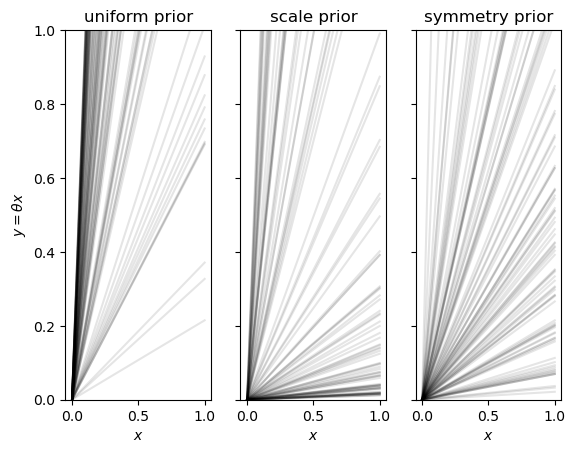 uniform prior
scale prior
symmetry prior
1.0
0.8
0.6
0.4
0.2
0.0
y = θx
0.0 0.5 1.0
0.0 0.5 1.0
0.0 0.5 1.0
x
x
x